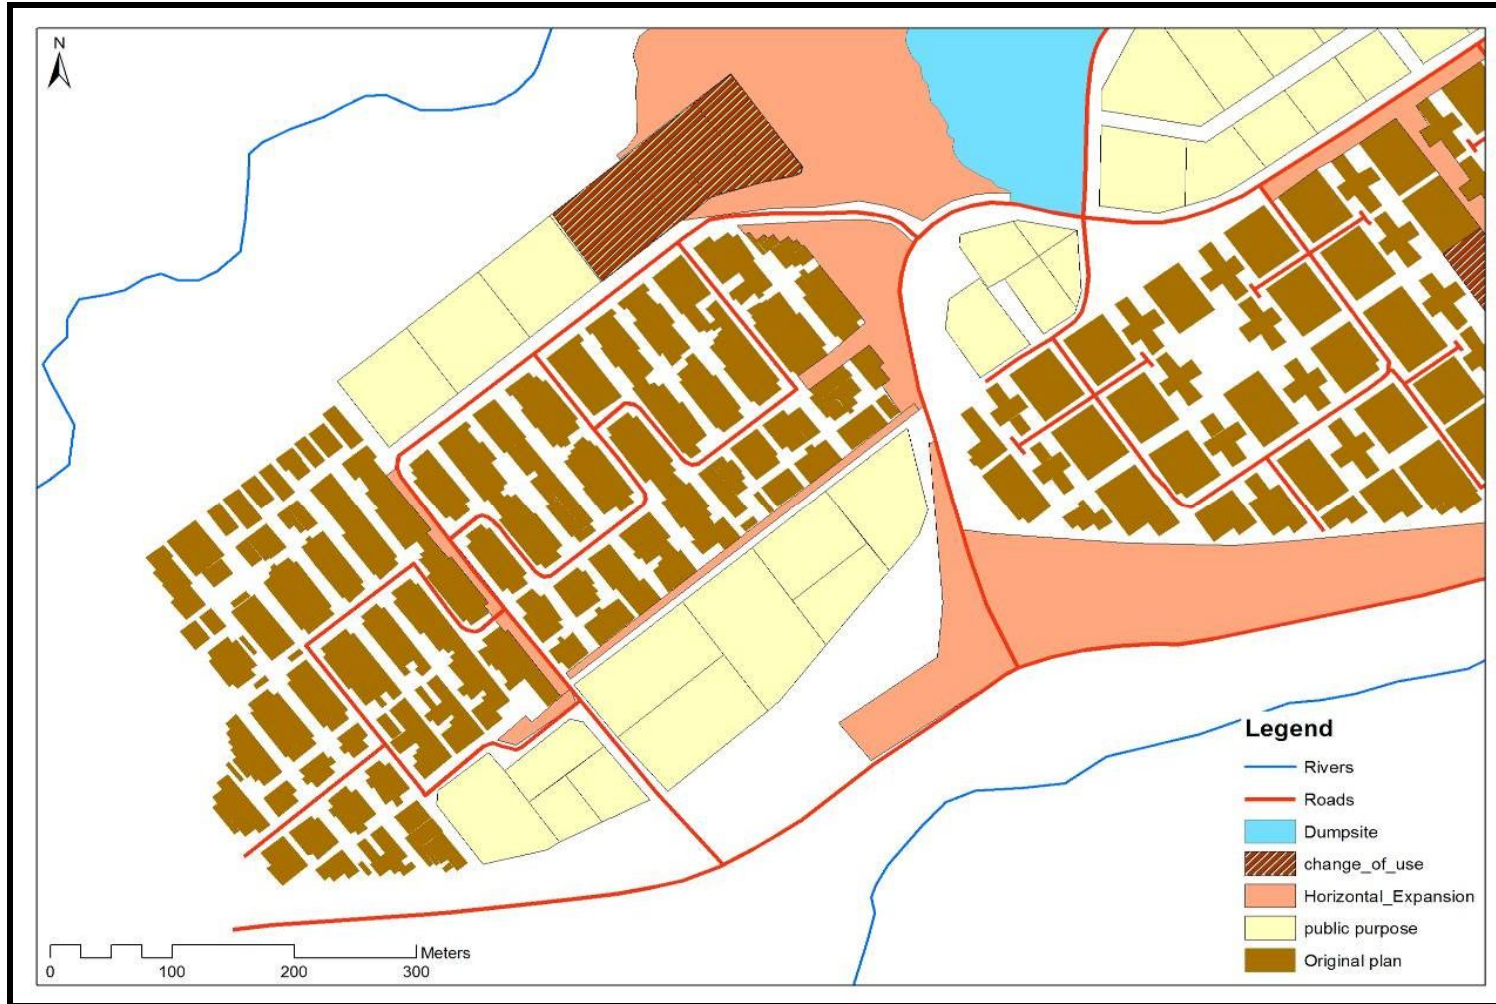 N
Legend
Rivers
Roads
Dumpsite
change_of_use
Horizontal_Expansion
public purpose
Original plan
Meters
0 100 200 300